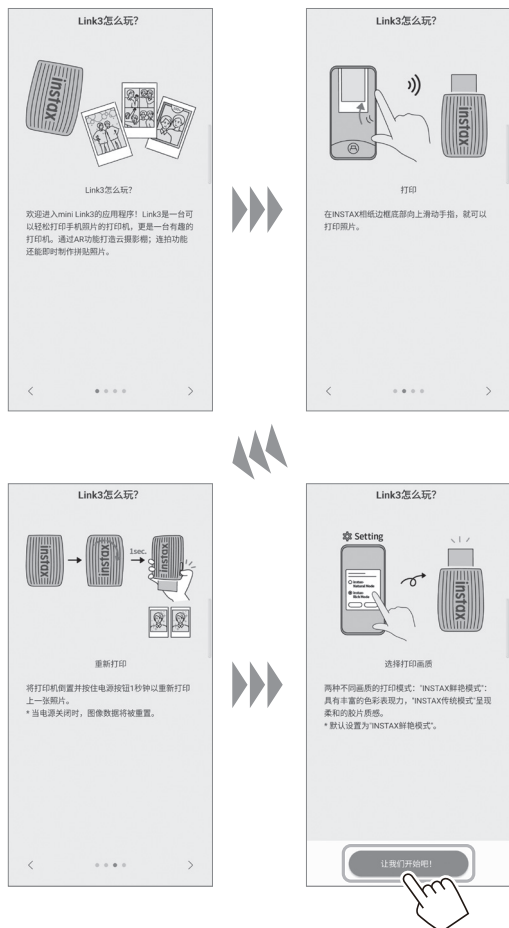 Link3怎么玩?
instax
Link3怎么玩?
欢迎进入mini Link3的应用程序！Link3是一台可
以轻松打印手机照片的打印机，更是一台有趣的
打印机。通过AR功能打造云摄影棚；连拍功能
还能即时制作拼贴照片。
Link3怎么玩?
instax
打印
在INSTAX相纸边框底部向上滑动手指，就可以
打印照片。
Link3怎么玩?
instax
instax
1sec.
instax
重新打印
将打印机倒置并按住电源按钮1秒钟以重新打印
上一张照片。
* 当电源关闭时，图像数据将被重置。
Link3怎么玩?
Setting
instax
Natural Mode
instax
Rich Mode
instax
选择打印画质
两种不同画质的打印模式："INSTAX鲜艳模式"：
具有丰富的色彩表现力，"INSTAX传统模式"呈现
柔和的胶片质感。
* 默认设置为"INSTAX鲜艳模式"。
让我们开始吧!